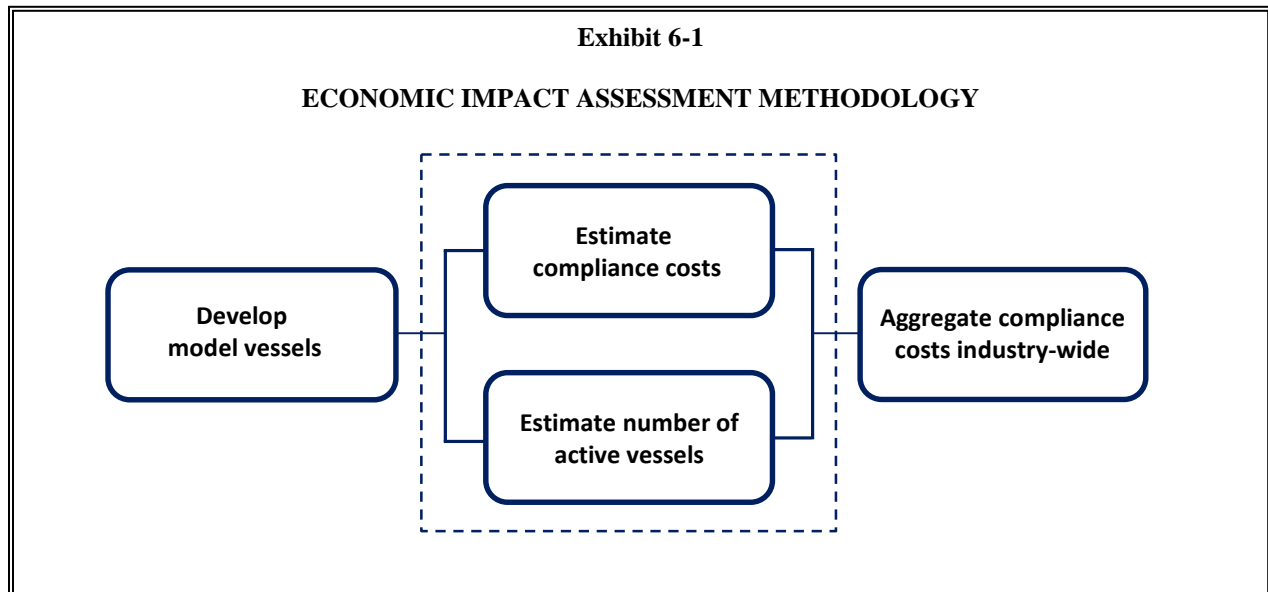 Exhibit 6-1
ECONOMIC IMPACT ASSESSMENT METHODOLOGY
Develop
model vessels
Estimate
compliance costs
Estimate number of
active vessels
Aggregate compliance
costs industry-wide